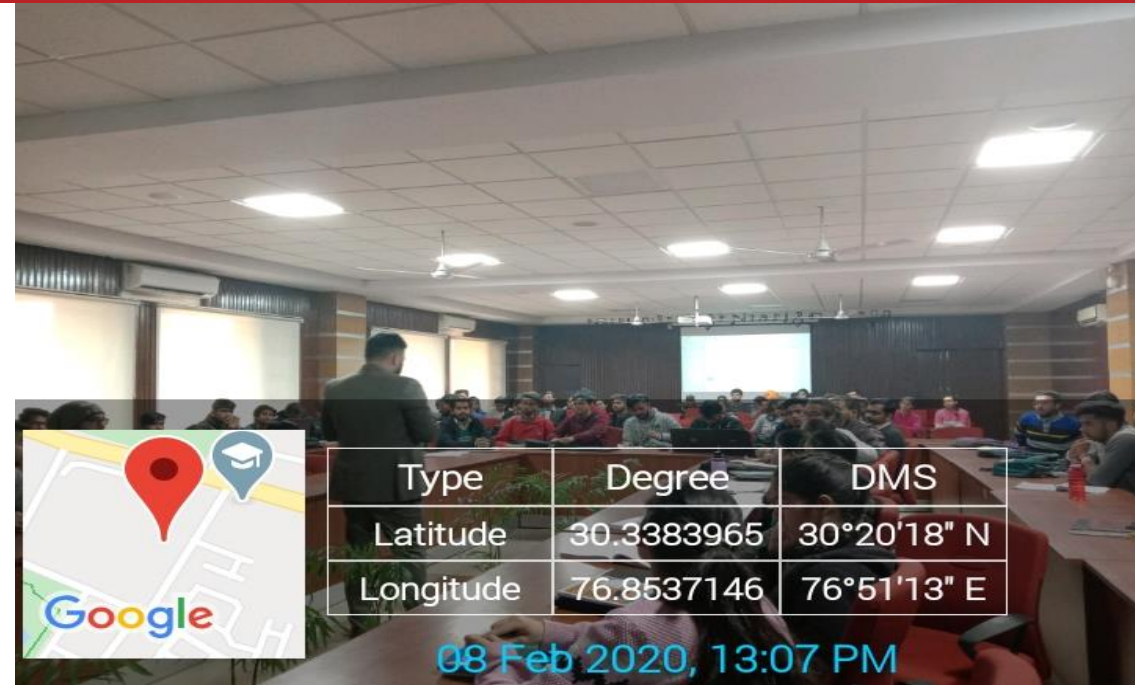 Type Degree DMS
Latitude 30.3383965 30°20'18" N
Longitude 76.8537146 76°51'13" E
Google
08 Feb 2020, 13:07 PM